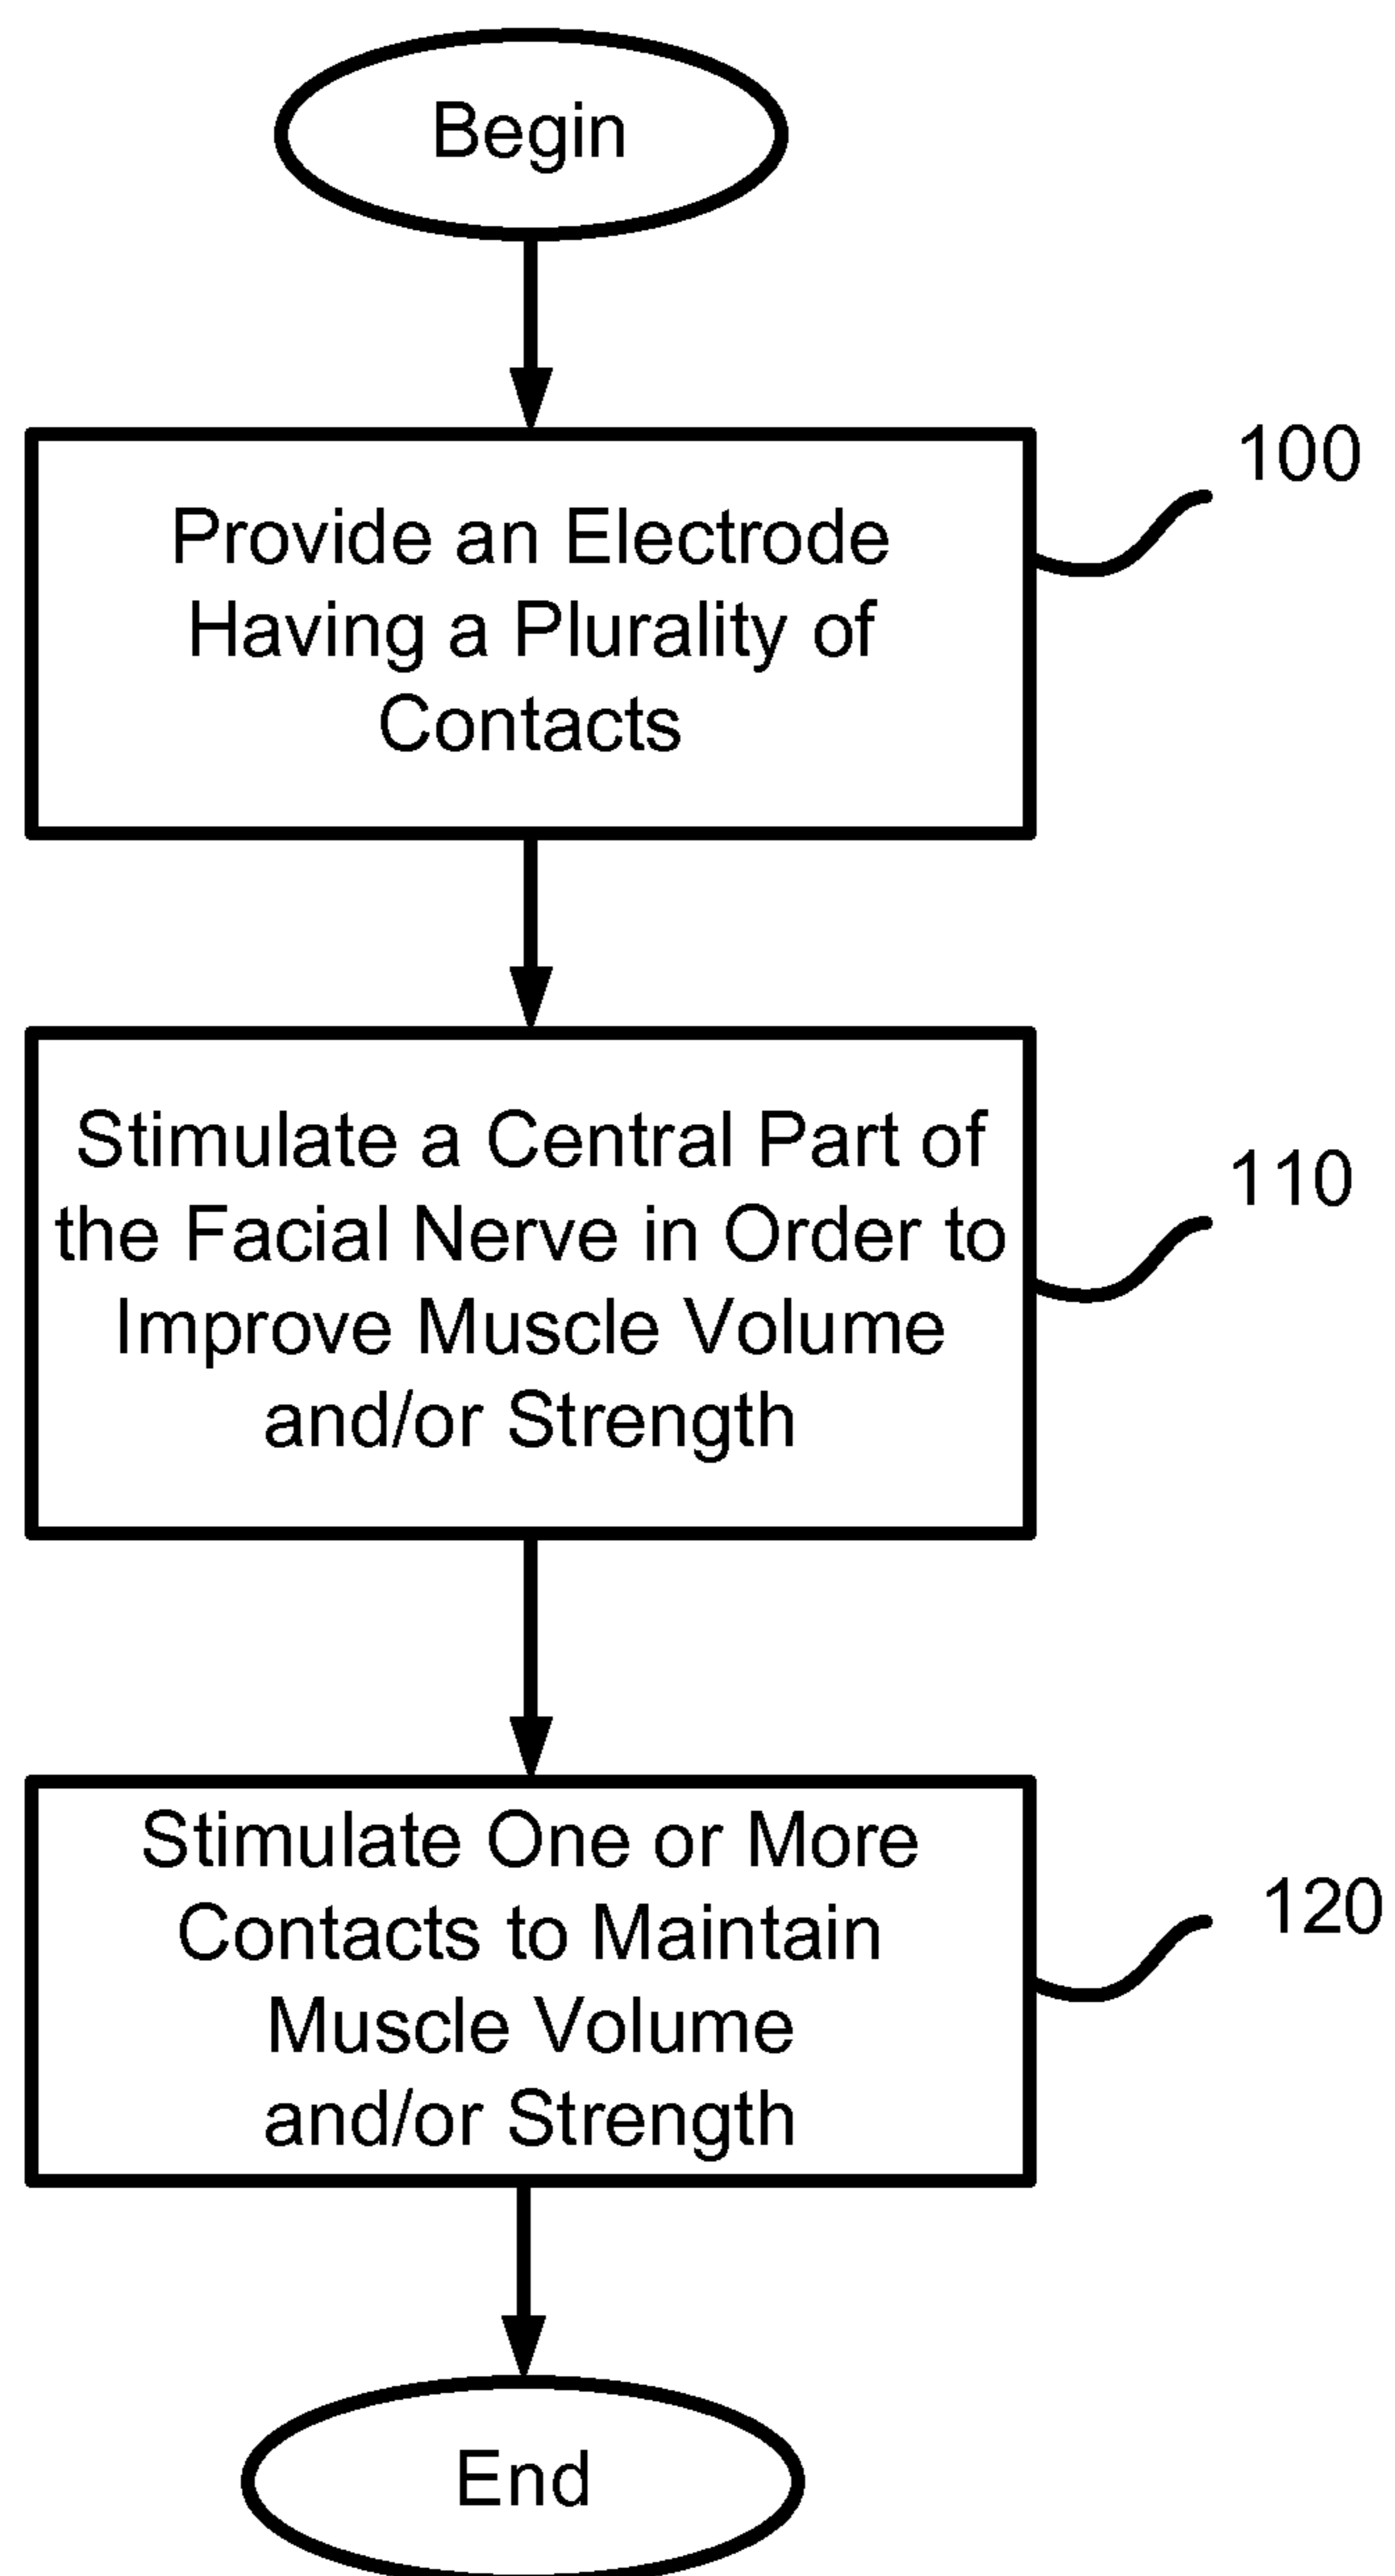 Begin
100
Provide an Electrode
Having a Plurality of
Contacts
110
Stimulate a Central Part of
the Facial Nerve in Order to
Improve Muscle Volume
and/or Strength
120
Stimulate One or More
Contacts to Maintain
Muscle Volume
and/or Strength
End